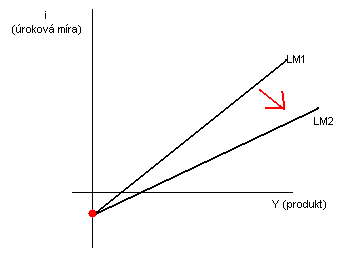 i
(úroková míra)
LM1
LM2
Y (produkt)